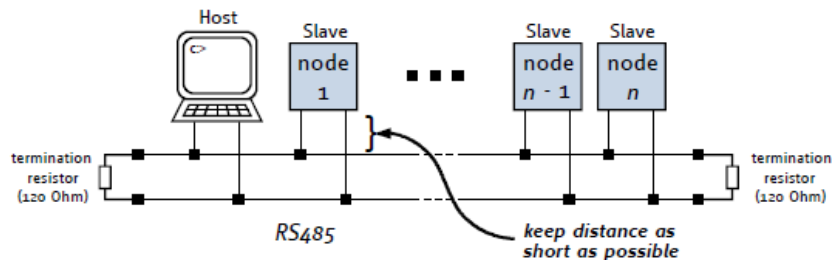 Host
Slave
Slave
Slave
C>
node
1
node
n - 1
node
n
termination
resistor
(120 Ohm)
termination
resistor
(120 Ohm)
RS485
keep distance as
short as possible